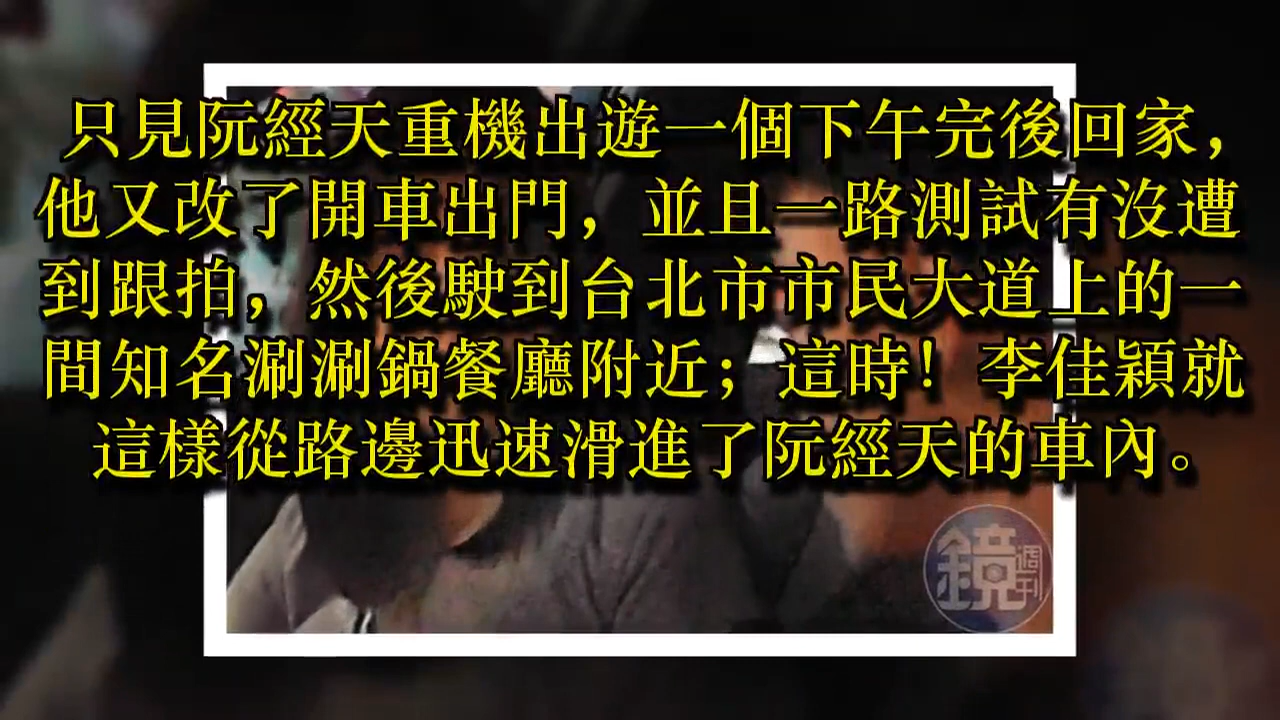 只見阮經天重機出遊一個下午完後回家，
他又改了開車出門，並且一路測試有沒遭
到跟拍，然後駛到台北市市民大道上的一
間知名涮涮鍋餐廳附近；這時！李佳穎就
這樣從路邊迅速滑進了阮經天的車內。
鏡週刊